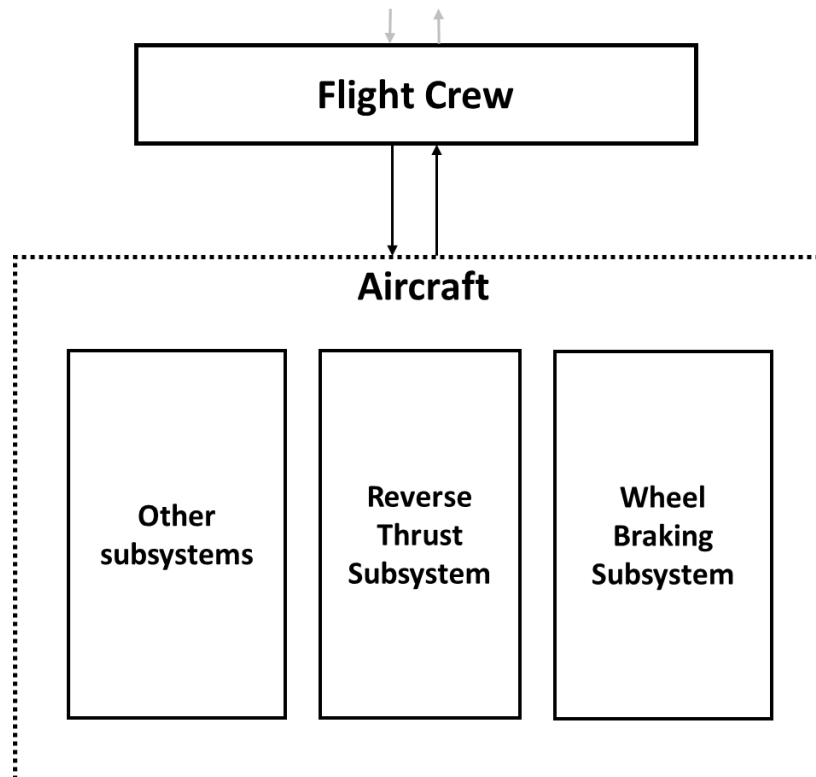 Flight Crew
Aircraft
Other
subsystems
Reverse
Thrust
Subsystem
Wheel
Braking
Subsystem